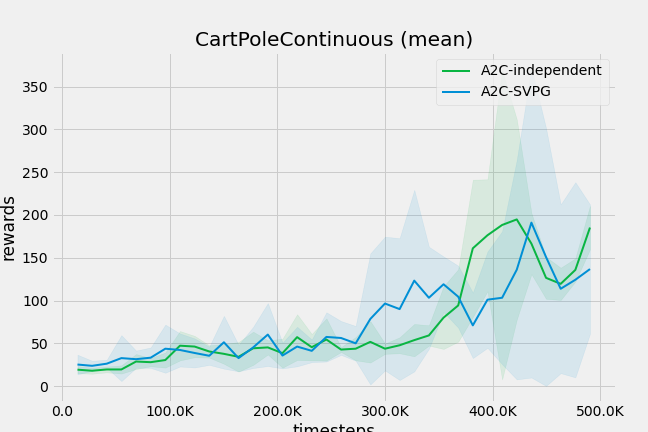 CartPoleContinuous (mean)
A2C-independent
A2C-SVPG
rewards
350
300
250
200
150
100
50
0
0.0
100.0K
200.0K
300.0K
400.0K
500.0K
timesteps